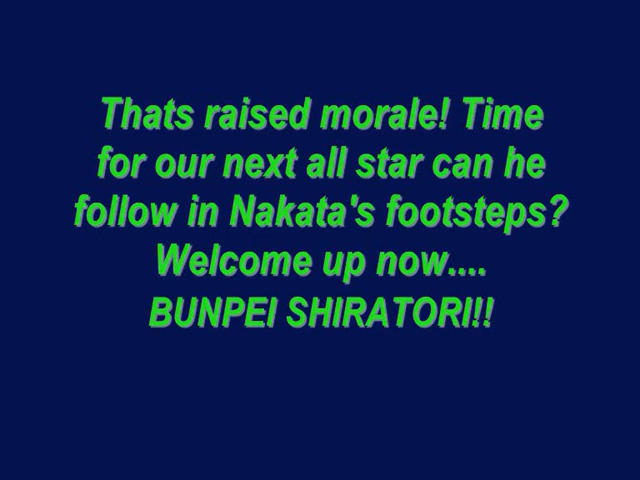 Thats raised morale! Time
for our next all star can he
follow in Nakata's footsteps?
Welcome up now....
BUNPEI SHIRATORI!!